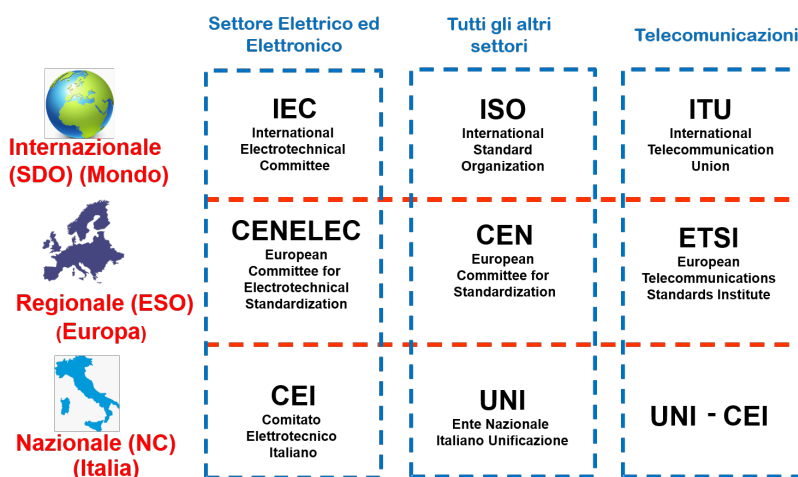 Settore Elettrico ed
Elettronico
Tutti gli altri
settori
Telecomunicazioni
Internazionale
(SDO) (Mondo)
IEC
International
Electrotechnical
Committee
ISO
International
Standard
Organization
ITU
International
Telecommunication
Union
Regionale (ESO)
(Europa)
CENELEC
European
Committee for
Electrotechnical
Standardization
CEN
European
Committee for
Standardization
ETSI
European
Telecommunications
Standards Institute
Nazionale (NC)
(Italia)
CEI
Comitato
Elettrotecnico
Italiano
UNI
Ente Nazionale
Italiano Unificazione
UNI - CEI